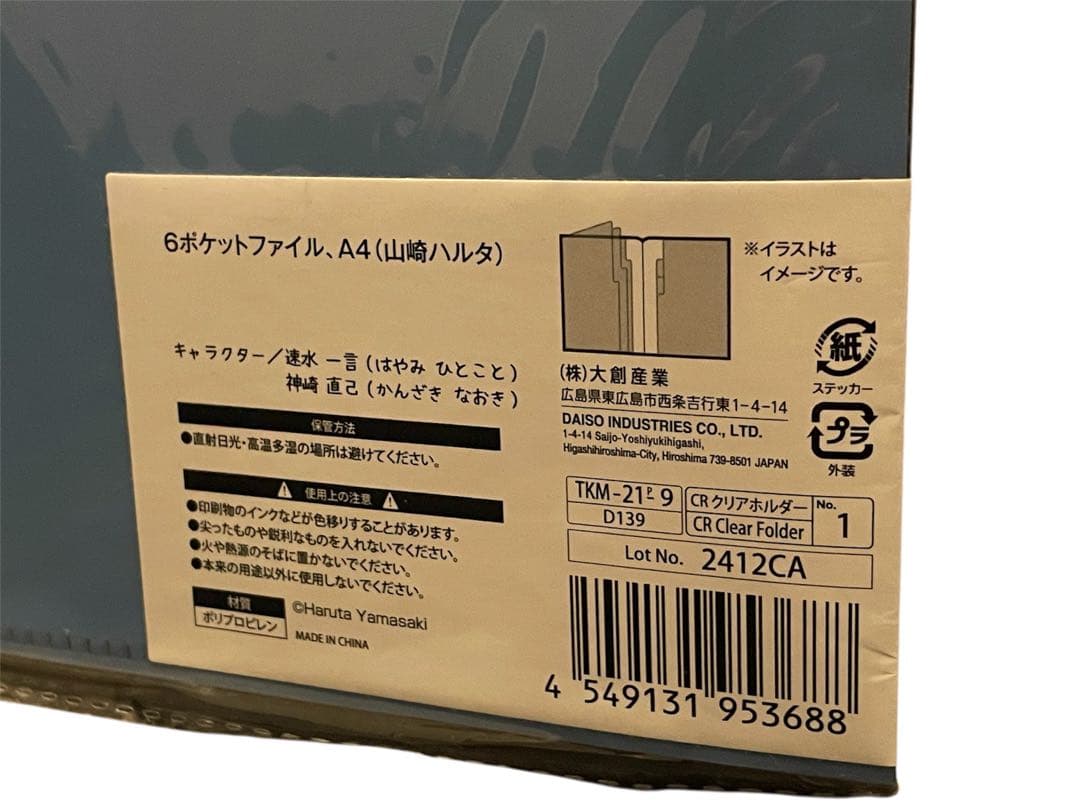 6ポケットファイル、A4(山崎ハルタ)
キャラクター/速水 一言(はやみ ひとこと)
神崎 直己(かんざき なおき)
保管方法
●直射日光・高温多湿の場所は避けてください。
使用上の注意
●印刷物のインクなどが色移りすることがあります。
●尖ったものや鋭利なものを入れないでください。
●火や熱源のそばに置かないでください。
●本来の用途以外に使用しないでください。
材質
ポリプロピレン
©Haruta Yamasaki
MADE IN CHINA
※イラストは
イメージです。
紙
ステッカー
プラ
外装
(株)大創産業
広島県東広島市西条吉行東1-4-14
DAISO INDUSTRIES CO., LTD.
1-4-14 Saijo-Yoshiyukihigashi,
Higashihiroshima-City, Hiroshima 739-8501 JAPAN
TKM-21P 9
D139
CR クリアホルダー
CR Clear Folder
No.
1
Lot No. 2412CA
4 549131 953688